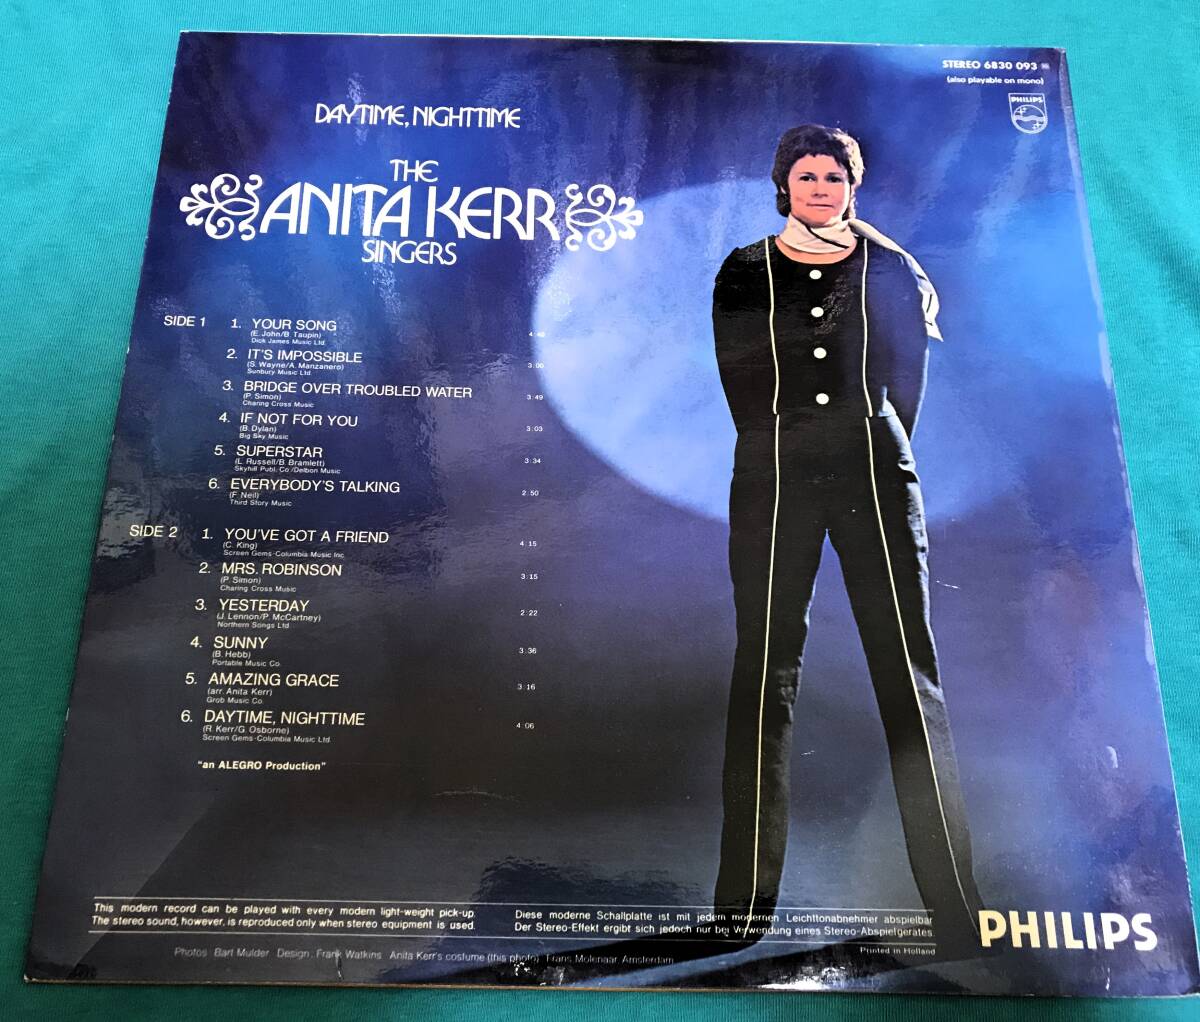 STEREO 6830 093
(also playable on mono)
PHILIPS
DAYTIME, NIGHTTIME
THE
ANITA KERR
SINGERS
SIDE 1 1. YOUR SONG 4:48
(E. John/B. Taupin)
Dick James Music Ltd.
2. IT'S IMPOSSIBLE 3:00
(S. Wayne/A. Manzanero)
Sunbury Music Ltd.
3. BRIDGE OVER TROUBLED WATER 3:49
(P. Simon)
Charing Cross Music
4. IF NOT FOR YOU 3:03
(B. Dylan)
Big Sky Music
5. SUPERSTAR 3:34
(L. Russell/B. Bramlett)
Skyhill Publ. Co./Delbon Music
6. EVERYBODY'S TALKING 2:50
(F. Neil)
Third Story Music
SIDE 2 1. YOU'VE GOT A FRIEND 4:15
(C. King)
Screen Gems-Columbia Music Inc.
2. MRS. ROBINSON 3:15
(P. Simon)
Charing Cross Music
3. YESTERDAY 2:22
(J. Lennon/P. McCartney)
Northern Songs Ltd.
4. SUNNY 3:36
(B. Hebb)
Portable Music Co.
5. AMAZING GRACE 3:16
(arr. Anita Kerr)
Grob Music Co.
6. DAYTIME, NIGHTTIME 4:06
(R. Kerr/G. Osborne)
Screen Gems-Columbia Music Ltd.
"an ALEGRO Production"
This modern record can be played with every modern light-weight pick-up.
The stereo sound, however, is reproduced only when stereo equipment is used.
Diese moderne Schallplatte ist mit jedem modernen Leichttonabnehmer abspielbar
Der Stereo-Effekt ergibt sich jedoch nur bei Verwendung eines Stereo-Abspielgerätes.
PHILIPS
Photos: Bart Mulder Design: Frank Watkins Anita Kerr's costume (this photo): Frans Molenaar, Amsterdam
Printed in Holland